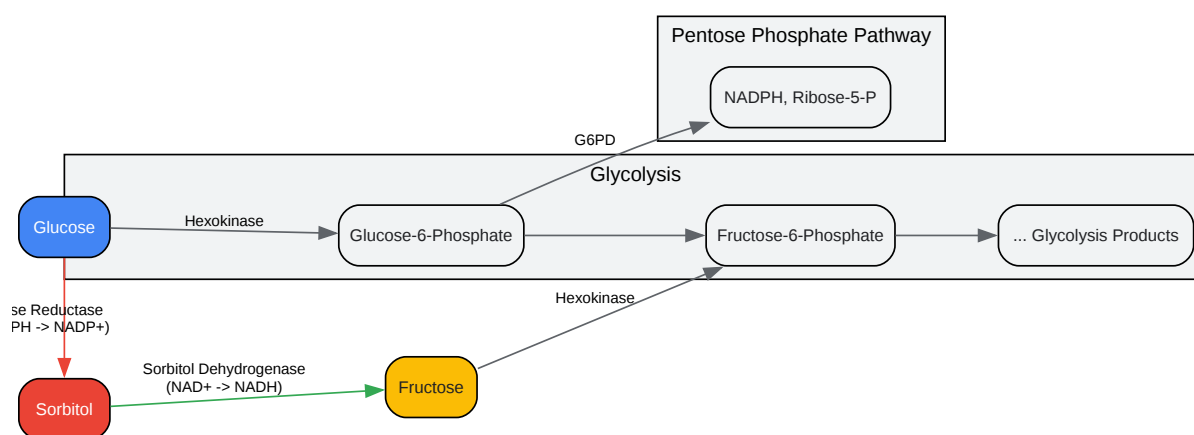 Pentose Phosphate Pathway
NADPH, Ribose-5-P
G6PD
Glycolysis
Glucose
Hexokinase
Glucose-6-Phosphate
Fructose-6-Phosphate
... Glycolysis Products
Hexokinase
se Reductase
PH -> NADP+)
Sorbitol Dehydrogenase
(NAD+ -> NADH)
Fructose
Sorbitol